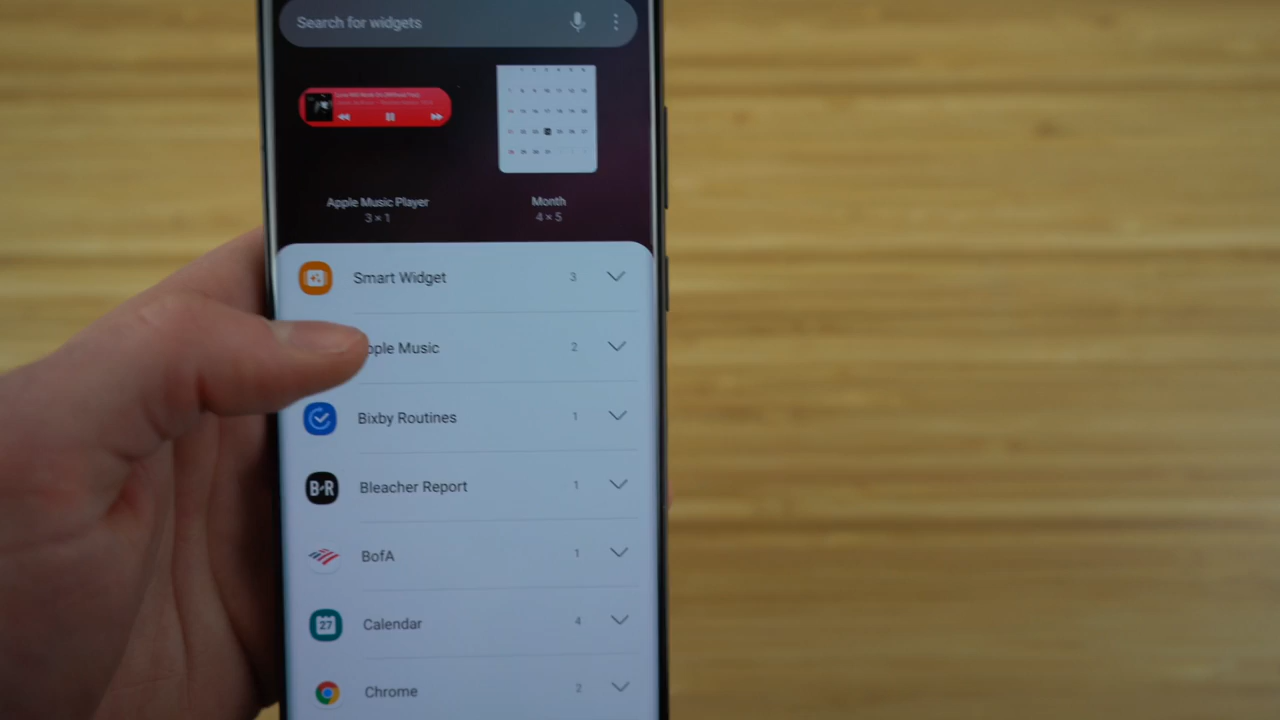 Search for widgets
Apple Music Player
3 × 1
Month
4 × 5
Smart Widget 3
pple Music 2
Bixby Routines 1
B/R Bleacher Report 1
BofA 1
27 Calendar 4
Chrome 2